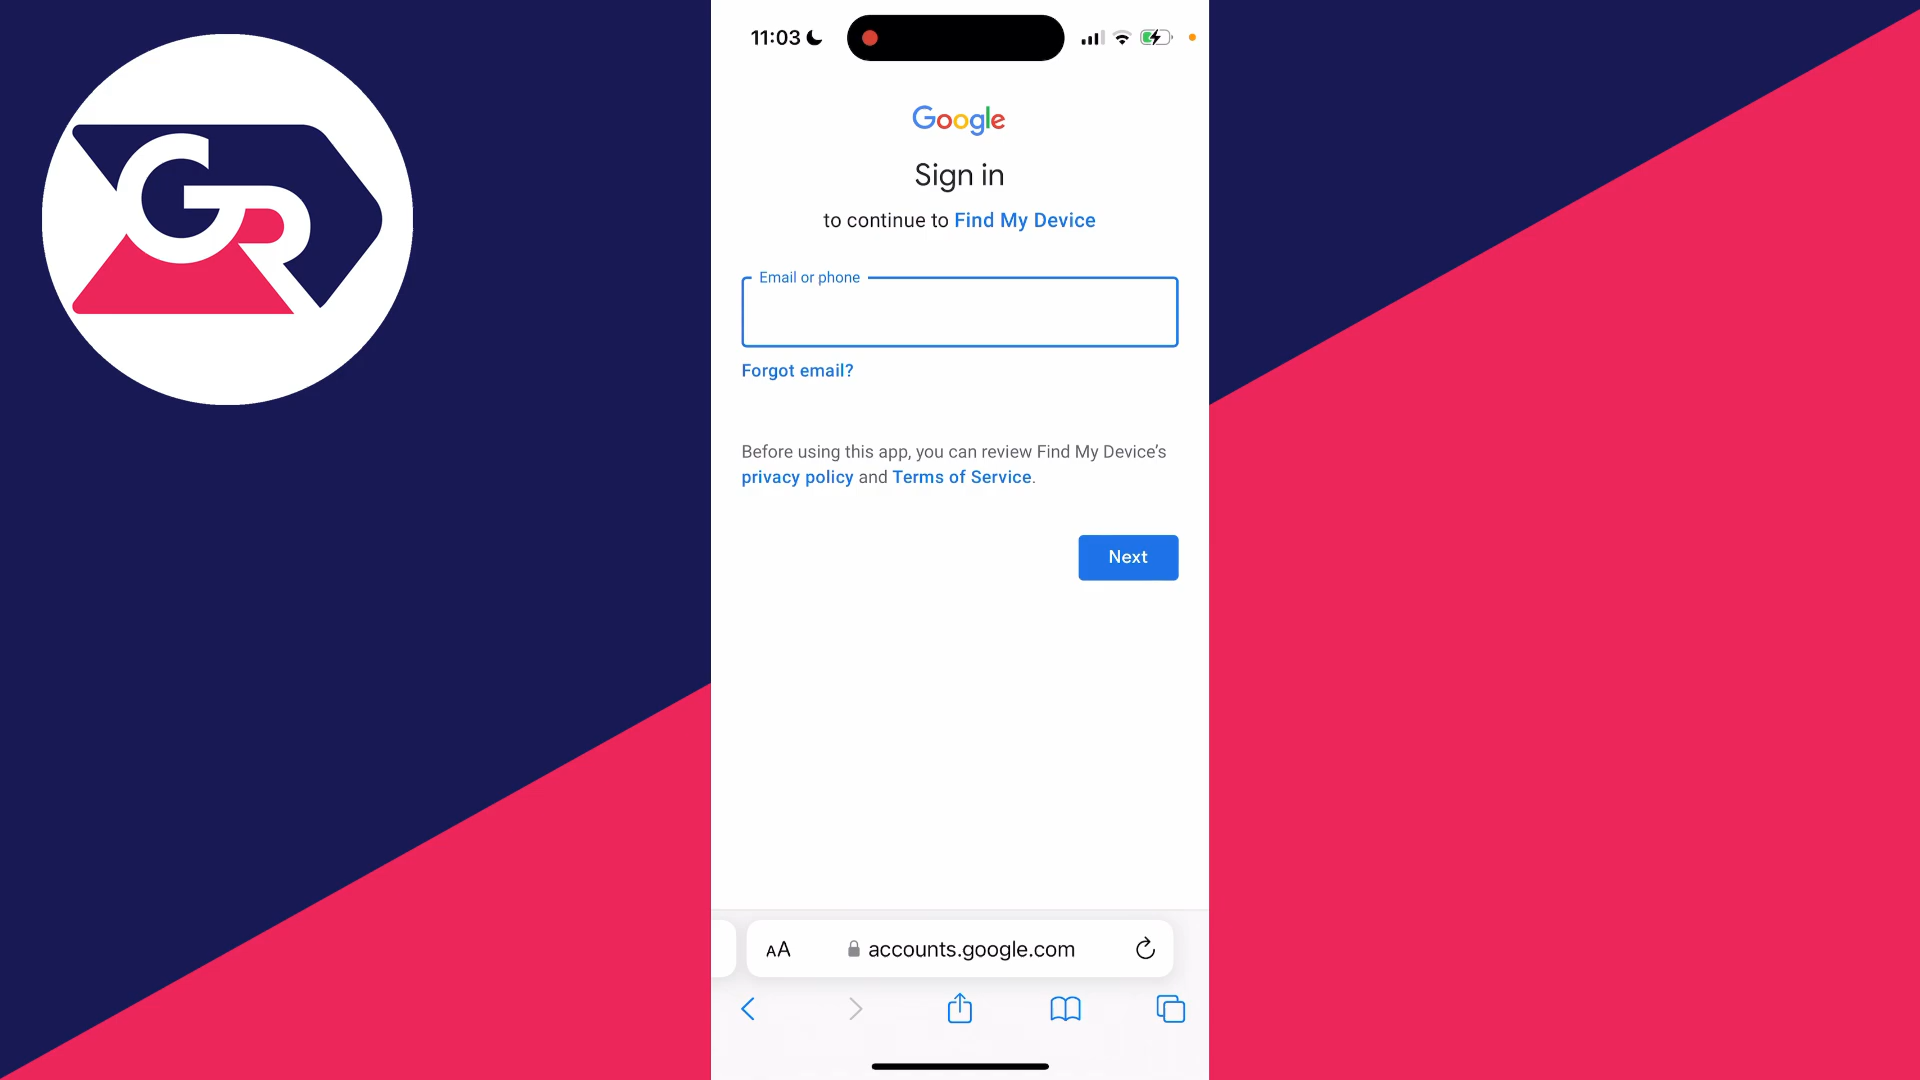 GR
11:03
Google
Sign in
to continue to Find My Device
Email or phone
Forgot email?
Before using this app, you can review Find My Device’s
privacy policy and Terms of Service.
Next
AA accounts.google.com